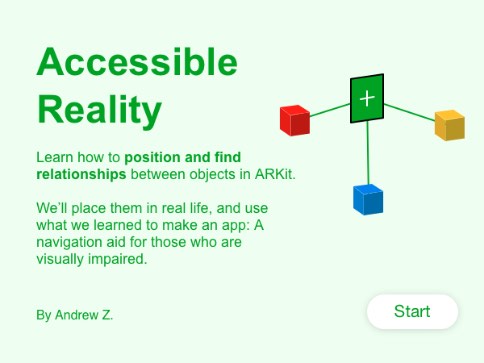 Accessible
Reality
Learn how to position and find
relationships between objects in ARKit.
We’ll place them in real life, and use
what we learned to make an app: A
navigation aid for those who are
visually impaired.
By Andrew Z.
Start